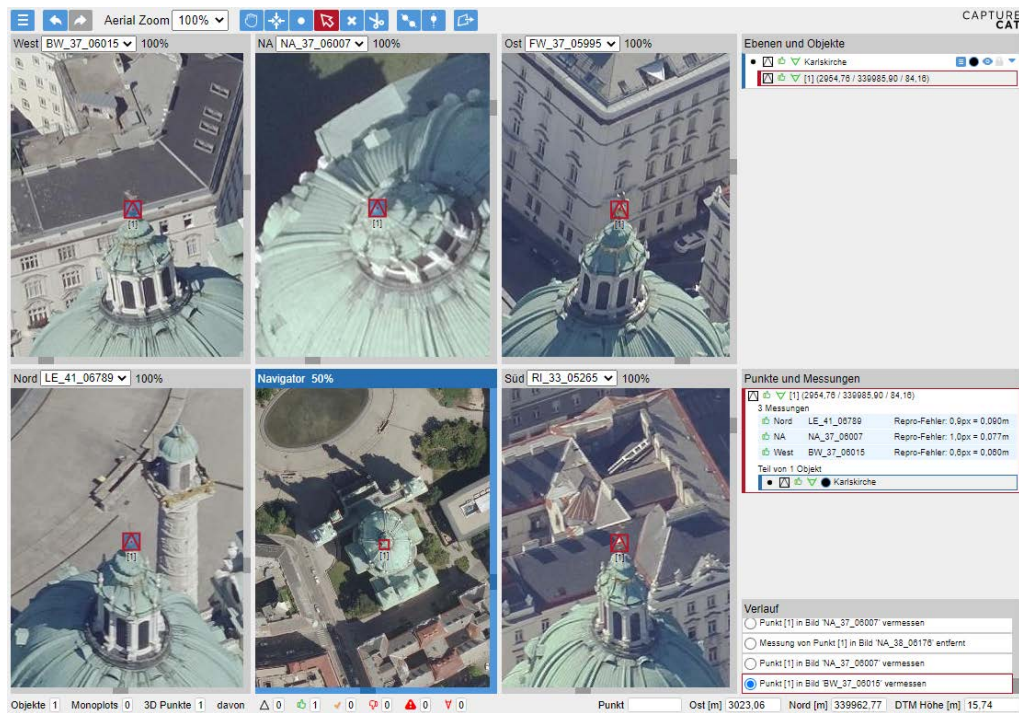 Aerial Zoom 100%
CAPTURE
CAT
West BW_37_06015 100%
NA NA_37_06007 100%
Ost FW_37_05995 100%
Ebenen und Objekte
Karlskirche
[1] (2954,76 / 339985,90 / 84,16)
[1]
[1]
[1]
Nord LE_41_06789 100%
Navigator 50%
Süd RI_33_05265 100%
Punkte und Messungen
[1] (2954,76 / 339985,90 / 84,16)
3 Messungen
Nord LE_41_06789 Repro-Fehler: 0,9px = 0,090m
NA NA_37_06007 Repro-Fehler: 1,0px = 0,077m
West BW_37_06015 Repro-Fehler: 0,6px = 0,060m
Teil von 1 Objekt
Karlskirche
[1]
[1]
[1]
Verlauf
Punkt [1] in Bild 'NA_37_06007' vermessen
Messung von Punkt [1] in Bild 'NA_38_06176' entfernt
Punkt [1] in Bild 'NA_37_06007' vermessen
Punkt [1] in Bild 'BW_37_06015' vermessen
Objekte 1 Monoplots 0 3D Punkte 1 davon 0 1 0 0 0 0 Punkt Ost [m] 3023,06 Nord [m] 339962,77 DTM Höhe [m] 15,74